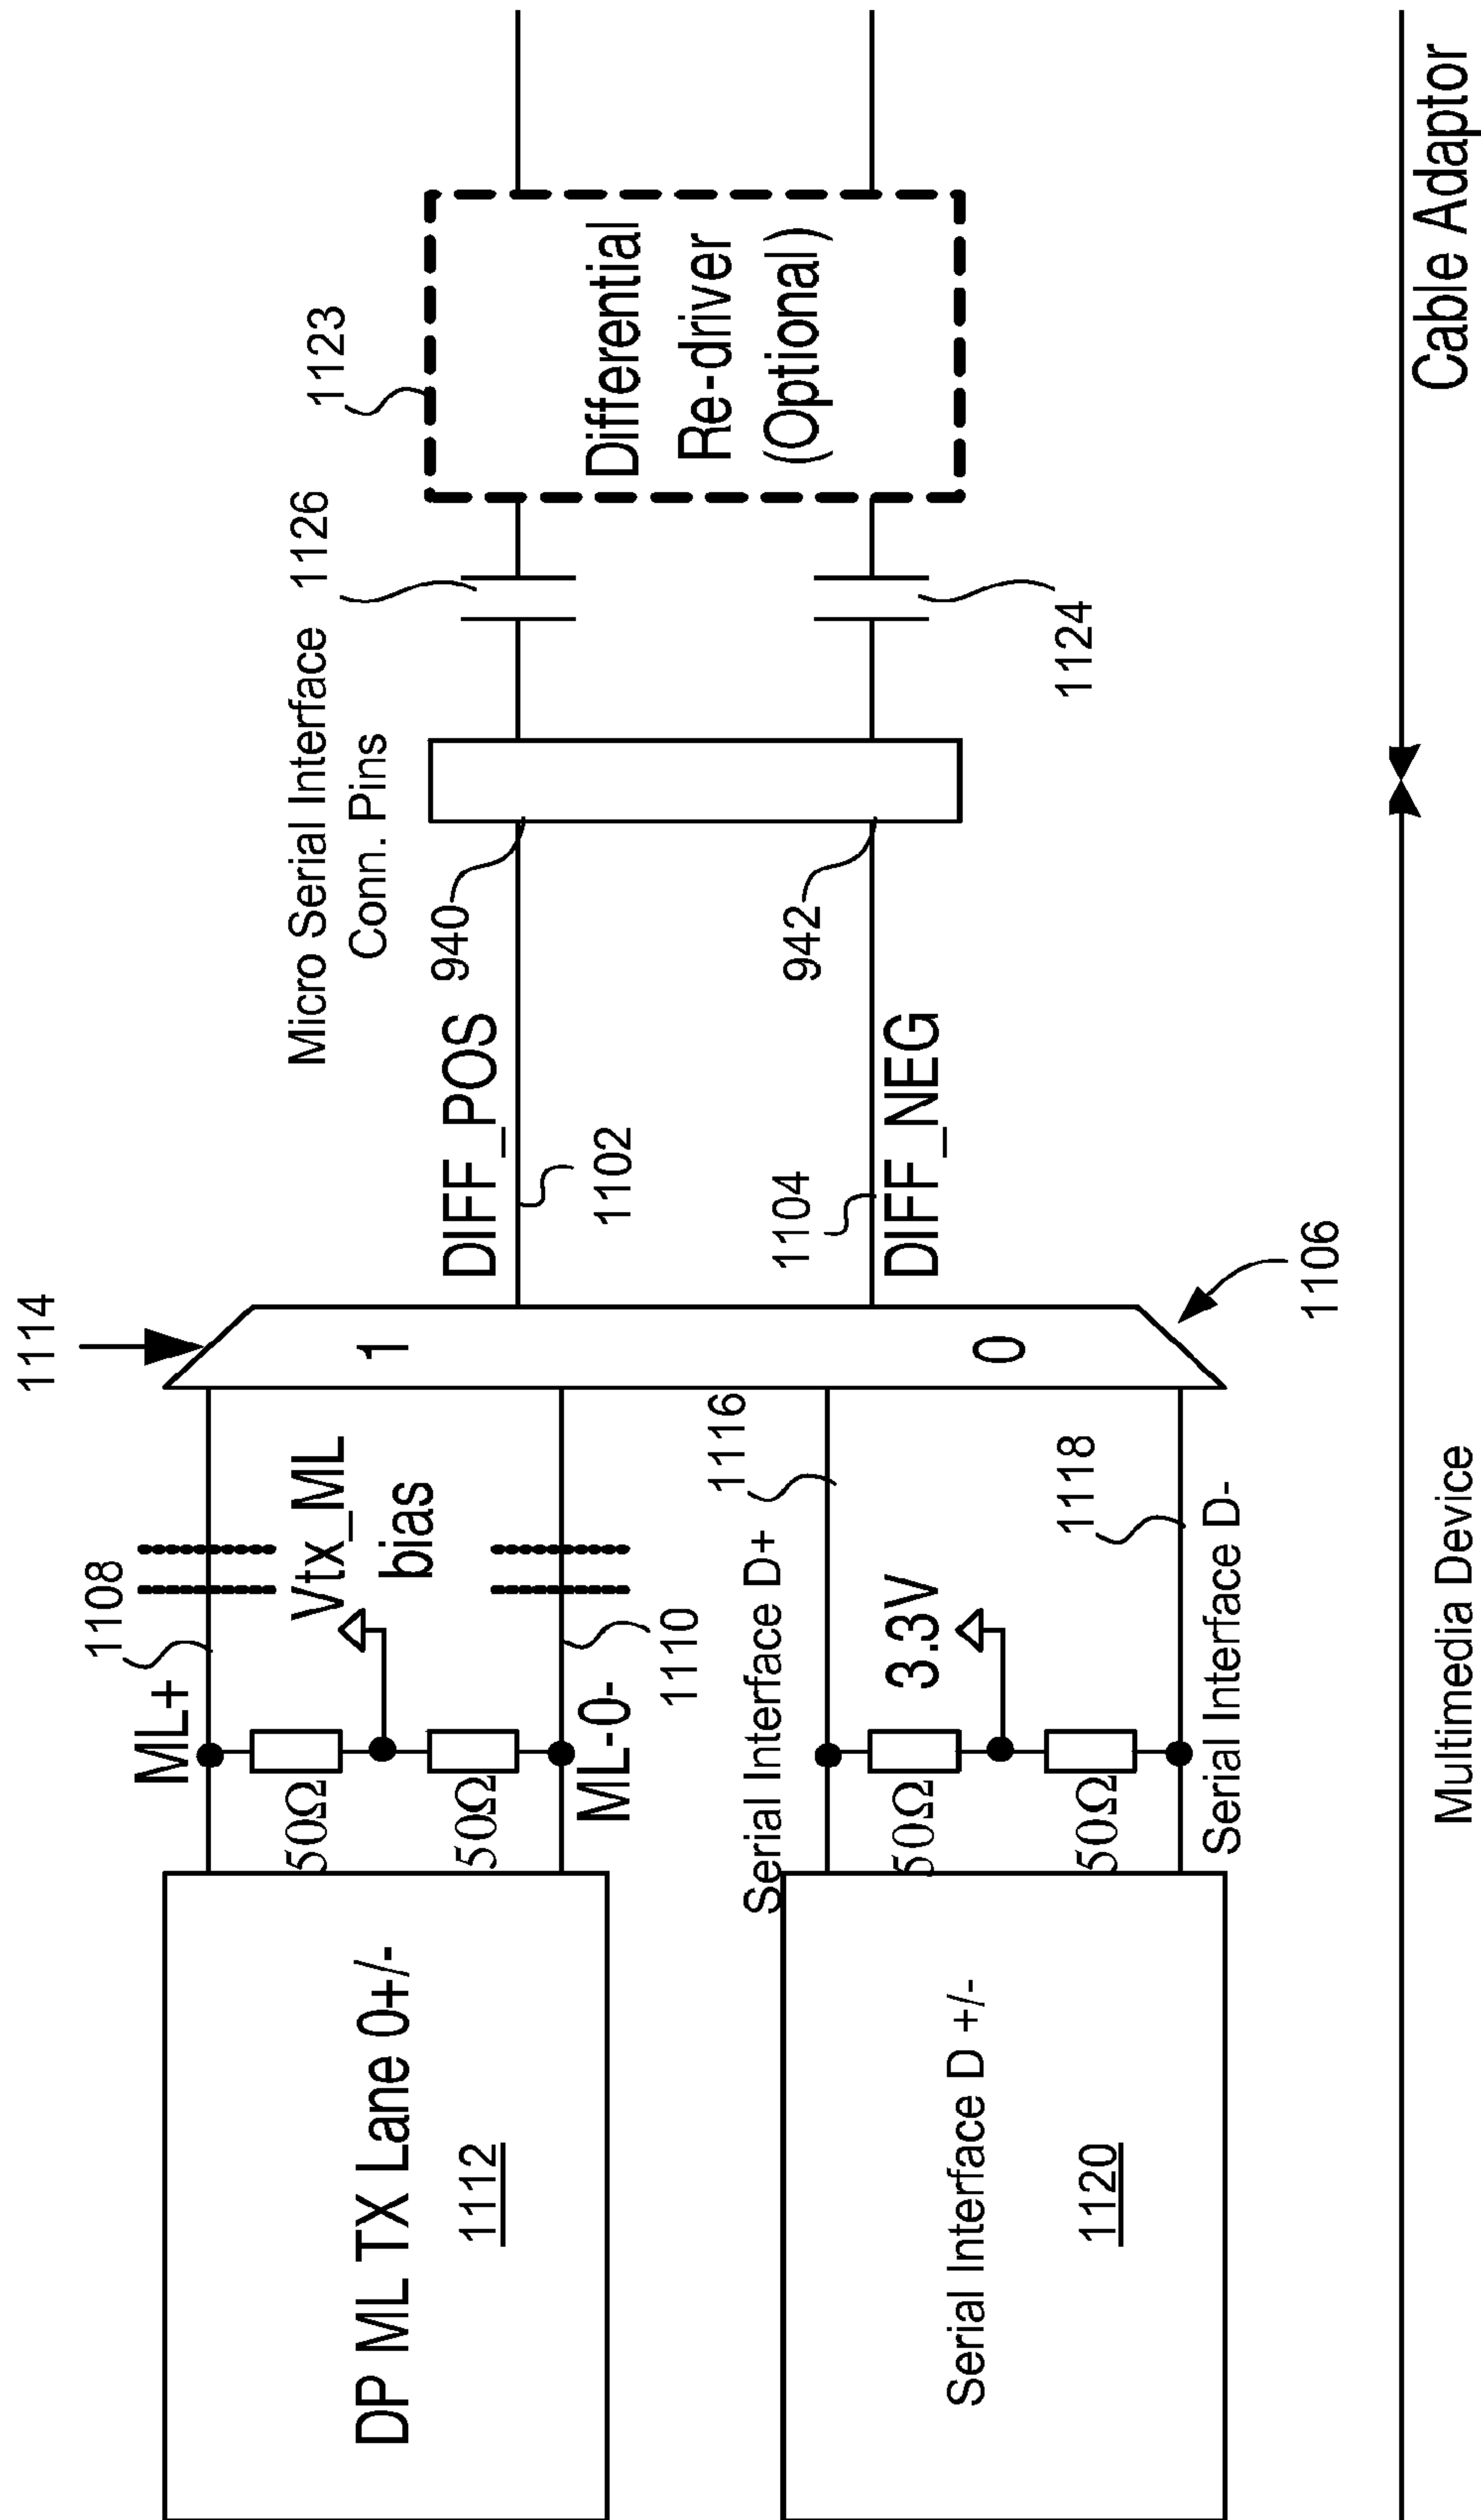 DP ML TX Lane 0+/-
1112
Serial Interface D +/-
1120
ML+
1108
50Ω
50Ω
Vtx_ML
bias
ML-0-
1110
Serial Interface D+
1116
50Ω
50Ω
3.3 V
1118
Serial Interface D-
1114
1
0
1106
DIFF_POS
1102
1104
DIFF_NEG
Micro Serial Interface
Conn. Pins
940
942
1126
1124
1123
Differential
Re-driver
(Optional)
Multimedia Device
Cable Adaptor